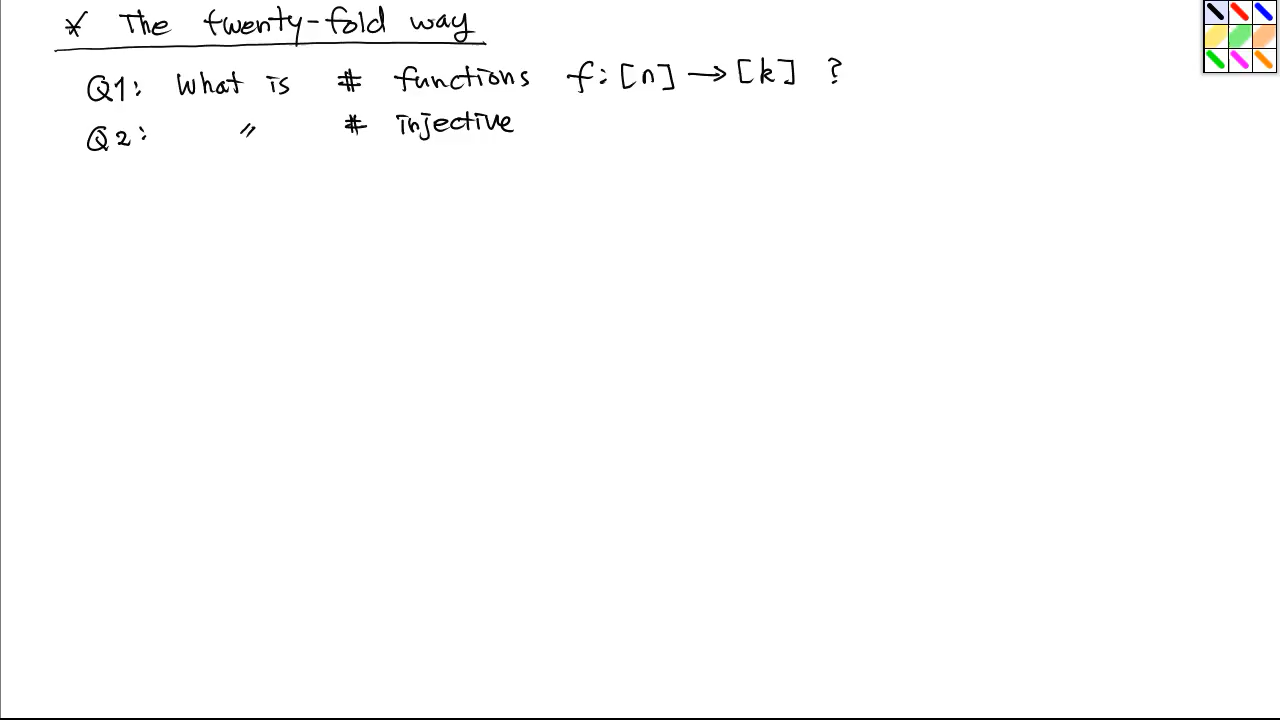 * The twenty-fold way
Q1: What is # functions f: [n] → [k] ?
Q2: 〃 # injective